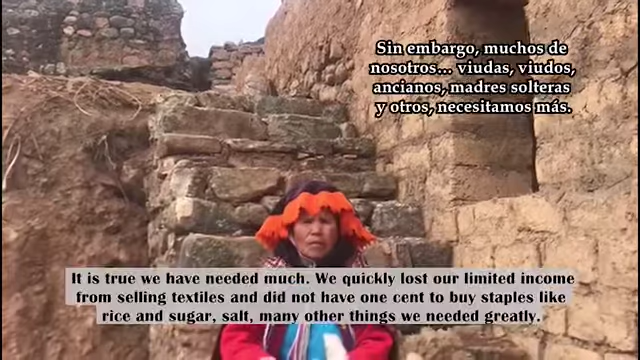 Sin embargo, muchos de
nosotros... viudas, viudos,
ancianos, madres solteras
y otros, necesitamos más.
It is true we have needed much. We quickly lost our limited income
from selling textiles and did not have one cent to buy staples like
rice and sugar, salt, many other things we needed greatly.